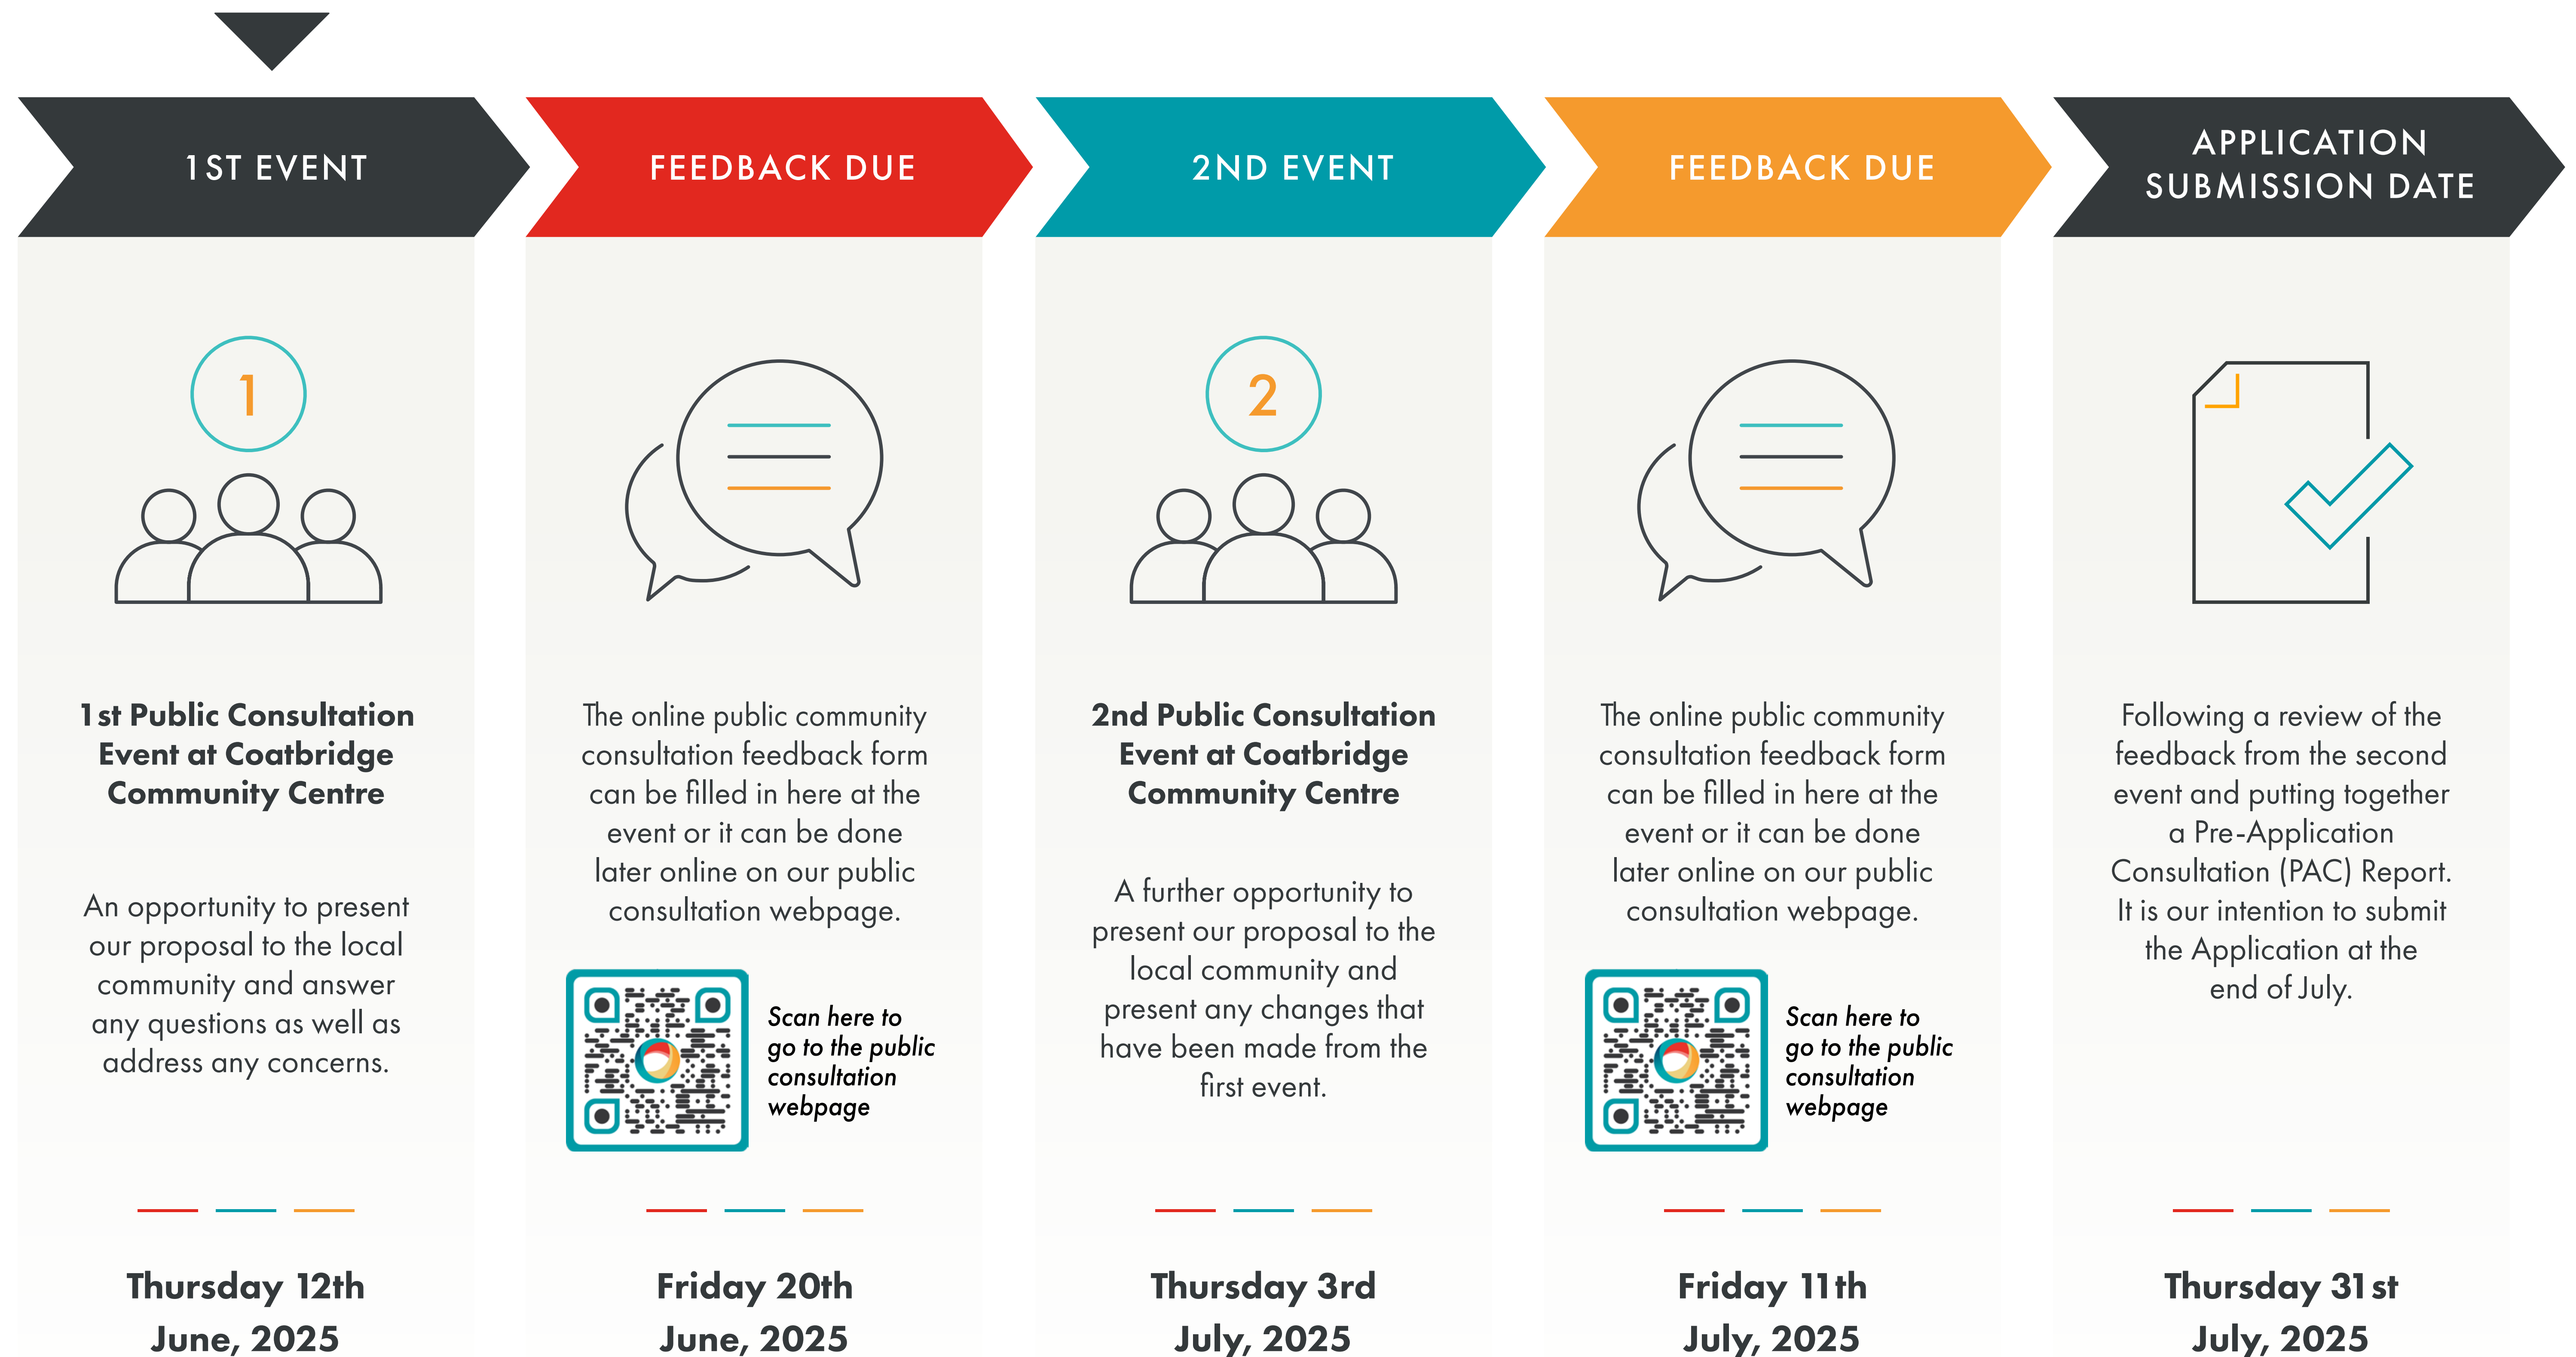 1ST EVENT
1
1st Public Consultation
Event at Coatbridge
Community Centre
An opportunity to present
our proposal to the local
community and answer
any questions as well as
address any concerns.
Thursday 12th
June, 2025
FEEDBACK DUE
The online public community
consultation feedback form
can be filled in here at the
event or it can be done
later online on our public
consultation webpage.
Scan here to
go to the public
consultation
webpage
Friday 20th
June, 2025
2ND EVENT
2
2nd Public Consultation
Event at Coatbridge
Community Centre
A further opportunity to
present our proposal to the
local community and
present any changes that
have been made from the
first event.
Thursday 3rd
July, 2025
FEEDBACK DUE
The online public community
consultation feedback form
can be filled in here at the
event or it can be done
later online on our public
consultation webpage.
Scan here to
go to the public
consultation
webpage
Friday 11th
July, 2025
APPLICATION
SUBMISSION DATE
Following a review of the
feedback from the second
event and putting together
a Pre-Application
Consultation (PAC) Report.
It is our intention to submit
the Application at the
end of July.
Thursday 31st
July, 2025